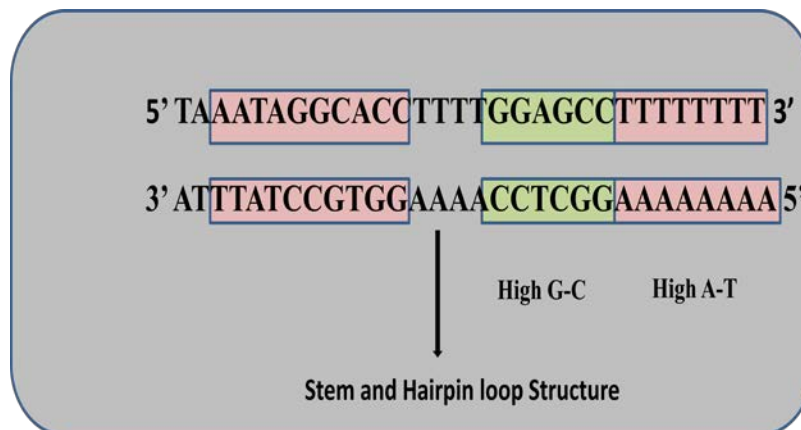 5’ TAAATAGGCACCTTTTGGAGCCTTTTTTTT 3’
3’ ATTTATCCGTGGAAAACCTCGGAAAAAAAA 5’
High G-C High A-T
Stem and Hairpin loop Structure